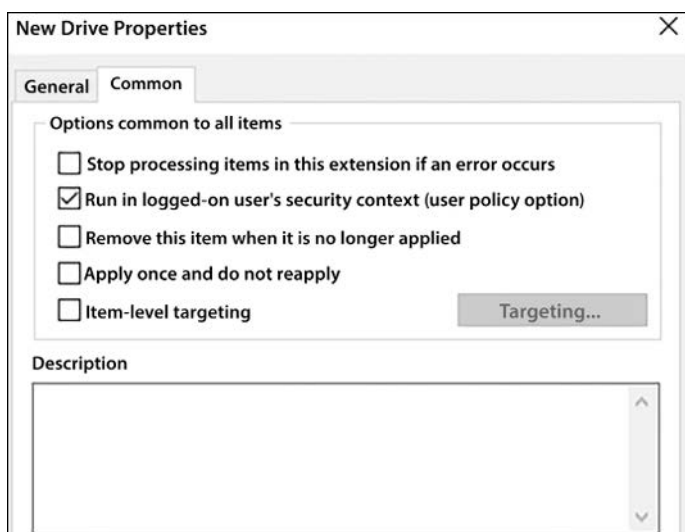 New Drive Properties
General Common
Options common to all items
Stop processing items in this extension if an error occurs
Run in logged-on user's security context (user policy option)
Remove this item when it is no longer applied
Apply once and do not reapply
Item-level targeting Targeting...
Description